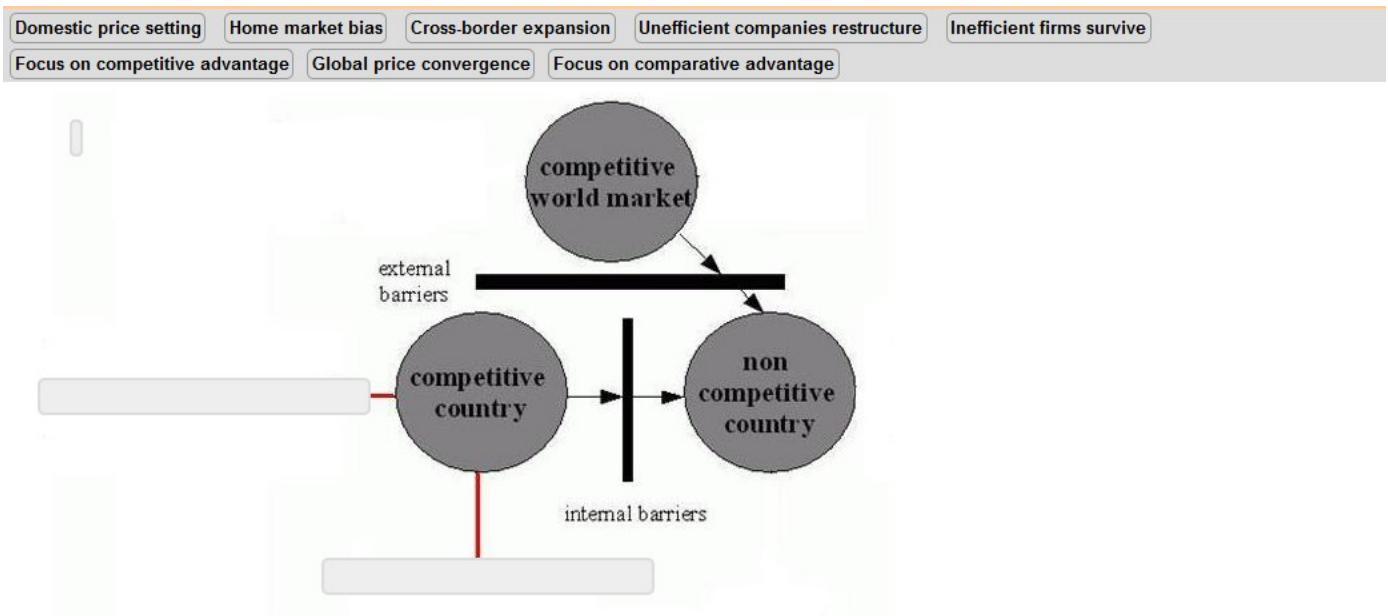 Domestic price setting Home market bias Cross-border expansion Unefficient companies restructure Inefficient firms survive
Focus on competitive advantage Global price convergence Focus on comparative advantage
competitive
world market
external
barriers
competitive
country
non
competitive
country
internal barriers